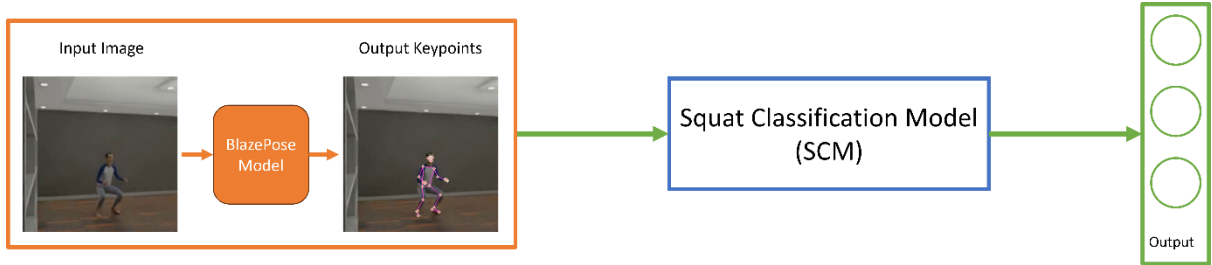 Input Image
Output Keypoints
BlazePose
Model
Squat Classification Model
(SCM)
Output